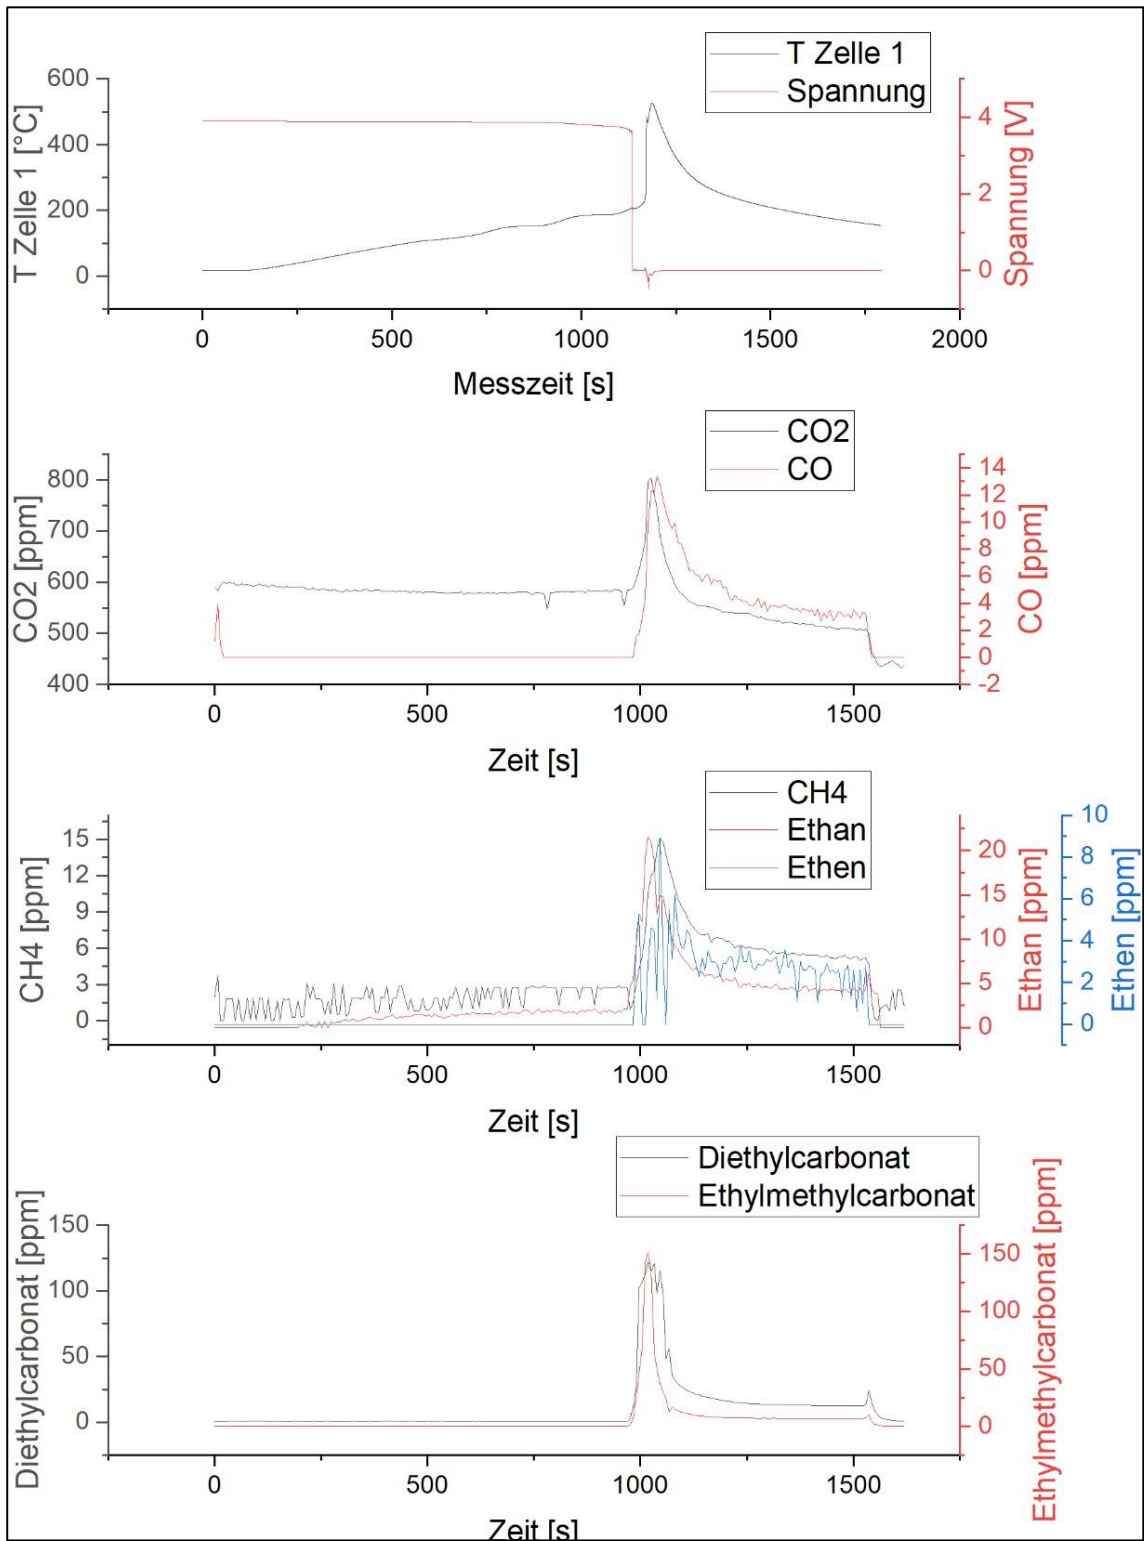 T Zelle 1
Spannung
T Zelle 1 [°C]
600
400
200
0
Spannung [V]
4
2
0
0
500
1000
1500
2000
Messzeit [s]
CO2
CO
CO2 [ppm]
800
700
600
500
400
CO [ppm]
14
12
10
8
6
4
2
0
-2
0
500
1000
1500
Zeit [s]
CH4
Ethan
Ethen
CH4 [ppm]
15
12
9
6
3
0
Ethan [ppm]
20
15
10
5
0
Ethen [ppm]
10
8
6
4
2
0
0
500
1000
1500
Zeit [s]
Diethylcarbonat
Ethylmethylcarbonat
Diethylcarbonat [ppm]
150
100
50
0
Ethylmethylcarbonat [ppm]
150
100
50
0
0
500
1000
1500
Zeit [s]